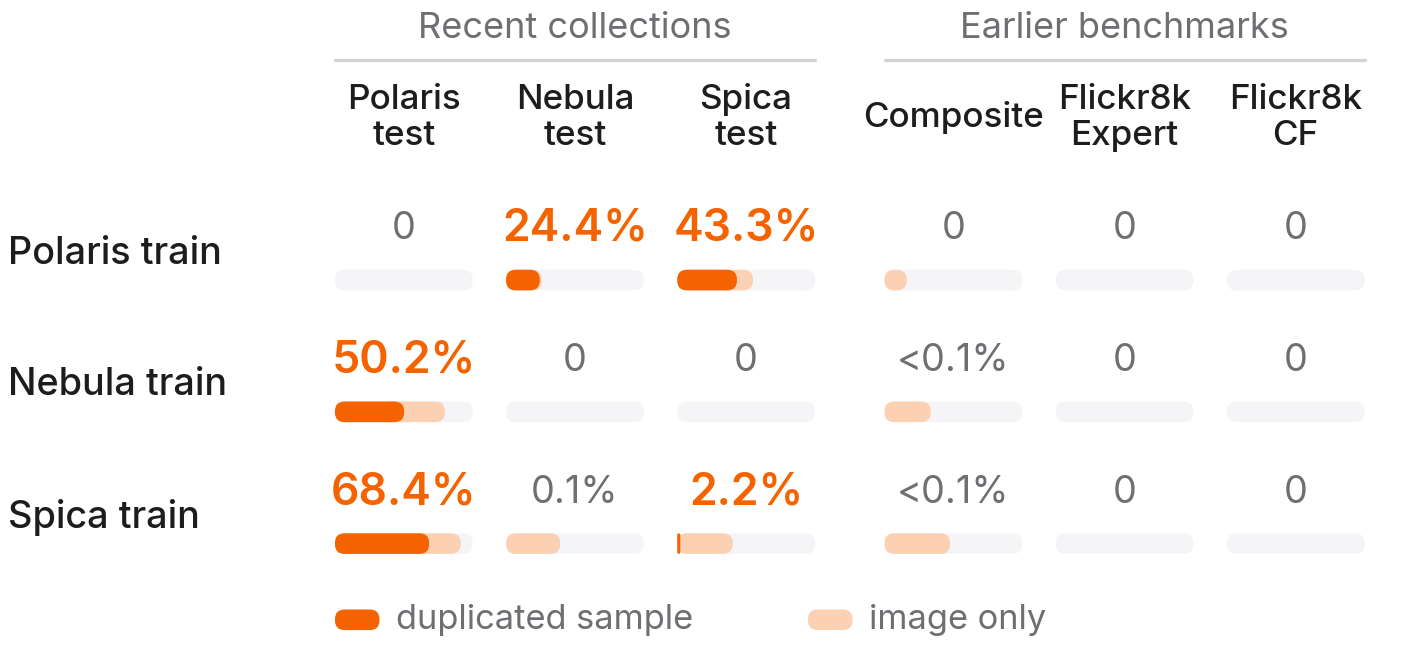 Recent collections
Earlier benchmarks
Polaris test
Nebula test
Spica test
Composite
Flickr8k Expert
Flickr8k CF
Polaris train
0
24.4%
43.3%
0
0
0
Nebula train
50.2%
0
0
<0.1%
0
0
Spica train
68.4%
0.1%
2.2%
<0.1%
0
0
duplicated sample
image only